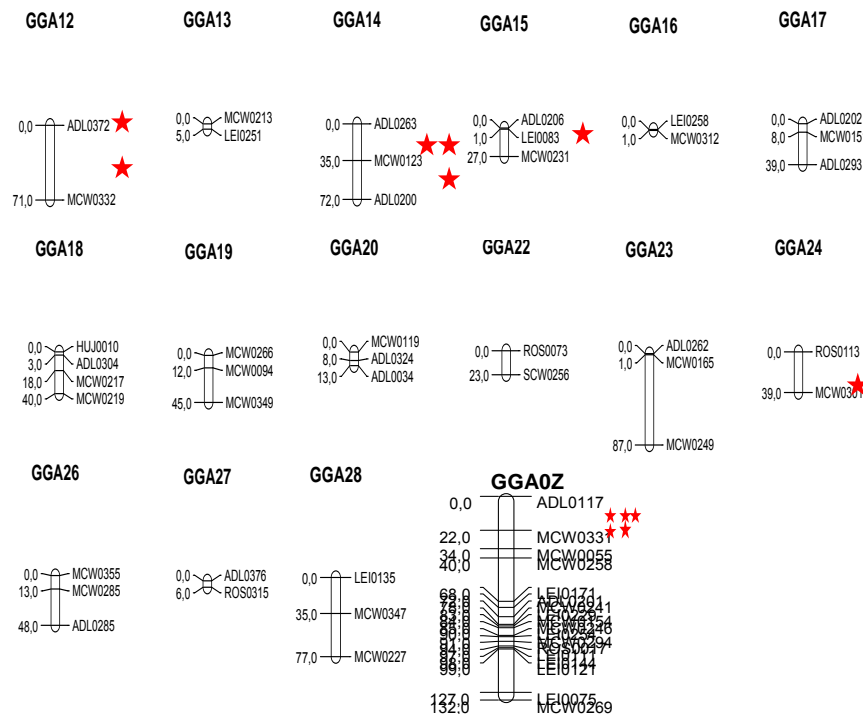 GGA12
0,0 ADL0372
71,0 MCW0332
GGA13
0,0 MCW0213
5,0 LEI0251
GGA14
0,0 ADL0263
35,0 MCW0123
72,0 ADL0200
GGA15
0,0 ADL0206
1,0 LEI0083
27,0 MCW0231
GGA16
0,0 LEI0258
1,0 MCW0312
GGA17
0,0 ADL0202
8,0 MCW015
39,0 ADL0293
GGA18
0,0 HUJ0010
3,0 ADL0304
18,0 MCW0217
40,0 MCW0219
GGA19
0,0 MCW0266
12,0 MCW0094
45,0 MCW0349
GGA20
0,0 MCW0119
8,0 ADL0324
13,0 ADL0034
GGA22
0,0 ROS0073
23,0 SCW0256
GGA23
0,0 ADL0262
1,0 MCW0165
87,0 MCW0249
GGA24
0,0 ROS0113
39,0 MCW0301
GGA26
0,0 MCW0355
13,0 MCW0285
48,0 ADL0285
GGA27
0,0 ADL0376
6,0 ROS0315
GGA28
0,0 LEI0135
35,0 MCW0347
77,0 MCW0227
GGA0Z
0,0 ADL0117
22,0 MCW0331
34,0 MCW0055
40,0 MCW0258
68,0 LEI0171
ADL0201
MCW0241
99,0 LEI0121
127,0 LEI0075
132,0 MCW0269